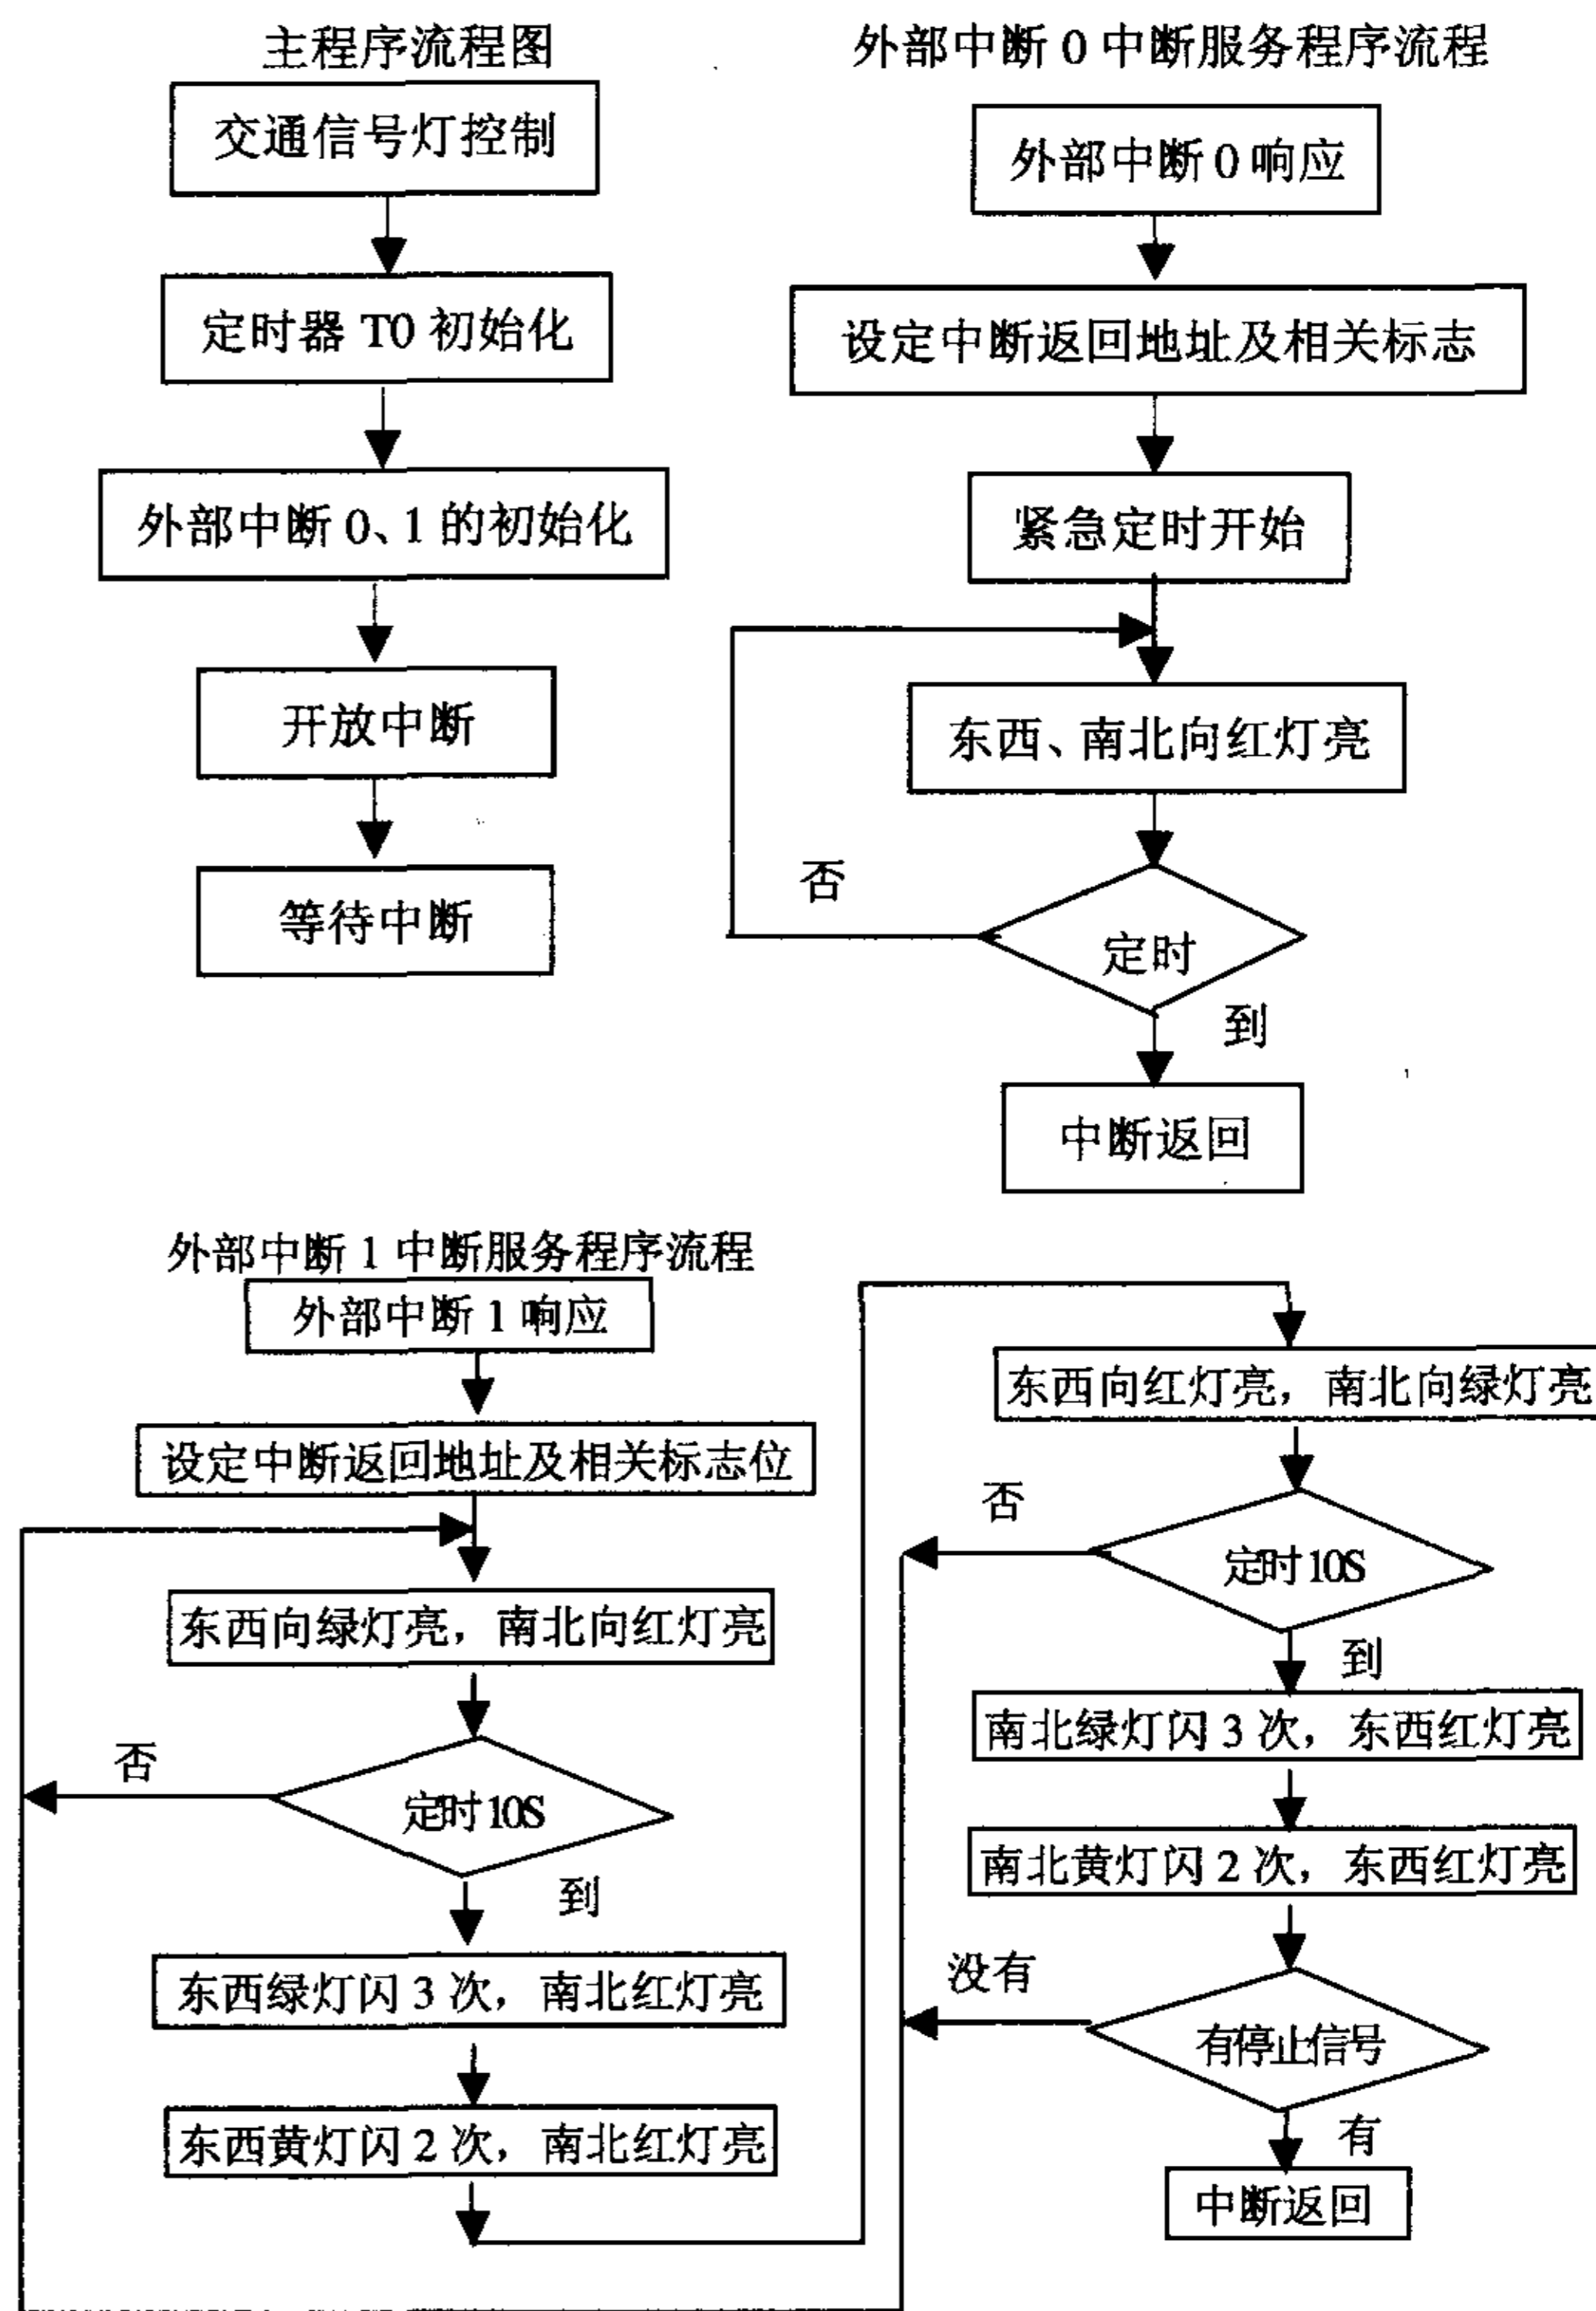 主程序流程图
交通信号灯控制
定时器 T0 初始化
外部中断 0、1 的初始化
开放中断
等待中断
外部中断 0 中断服务程序流程
外部中断 0 响应
设定中断返回地址及相关标志
紧急定时开始
东西、南北向红灯亮
否
定时
到
中断返回
外部中断 1 中断服务程序流程
外部中断 1 响应
设定中断返回地址及相关标志位
东西向绿灯亮，南北向红灯亮
否
定时10S
到
东西绿灯闪 3 次，南北红灯亮
东西黄灯闪 2 次，南北红灯亮
东西向红灯亮，南北向绿灯亮
否
定时10S
到
南北绿灯闪 3 次，东西红灯亮
南北黄灯闪 2 次，东西红灯亮
没有
有停止信号
有
中断返回